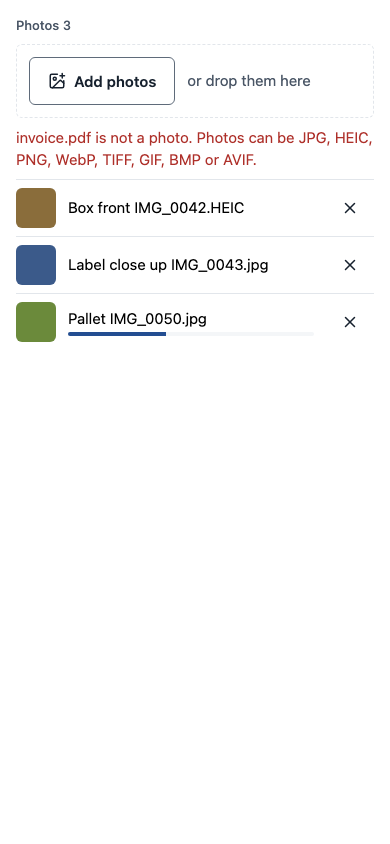 Photos 3
Add photos
or drop them here
invoice.pdf is not a photo. Photos can be JPG, HEIC,
PNG, WebP, TIFF, GIF, BMP or AVIF.
Box front IMG_0042.HEIC
Label close up IMG_0043.jpg
Pallet IMG_0050.jpg